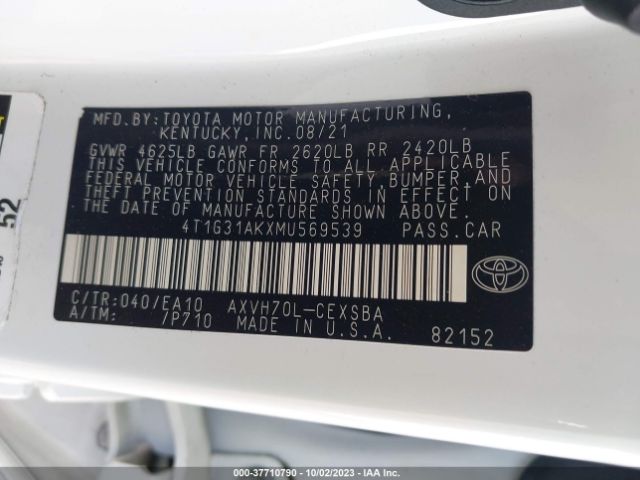 MFD.BY:TOYOTA MOTOR MANUFACTURING,
KENTUCKY, INC.08/21
GVWR 4625LB GAWR FR 2620LB RR 2420LB
THIS VEHICLE CONFORMS TO ALL APPLICABLE
FEDERAL MOTOR VEHICLE SAFETY, BUMPER, AND
THEFT PREVENTION STANDARDS IN EFFECT ON
THE DATE OF MANUFACTURE SHOWN ABOVE.
4T1G31AKXMU569539 PASS.CAR
C/TR:040/EA10 AXVH70L-CEXSBA
A/TM: /P710 MADE IN U.S.A. 82152
52
000-37710790 - 10/02/2023 - IAA